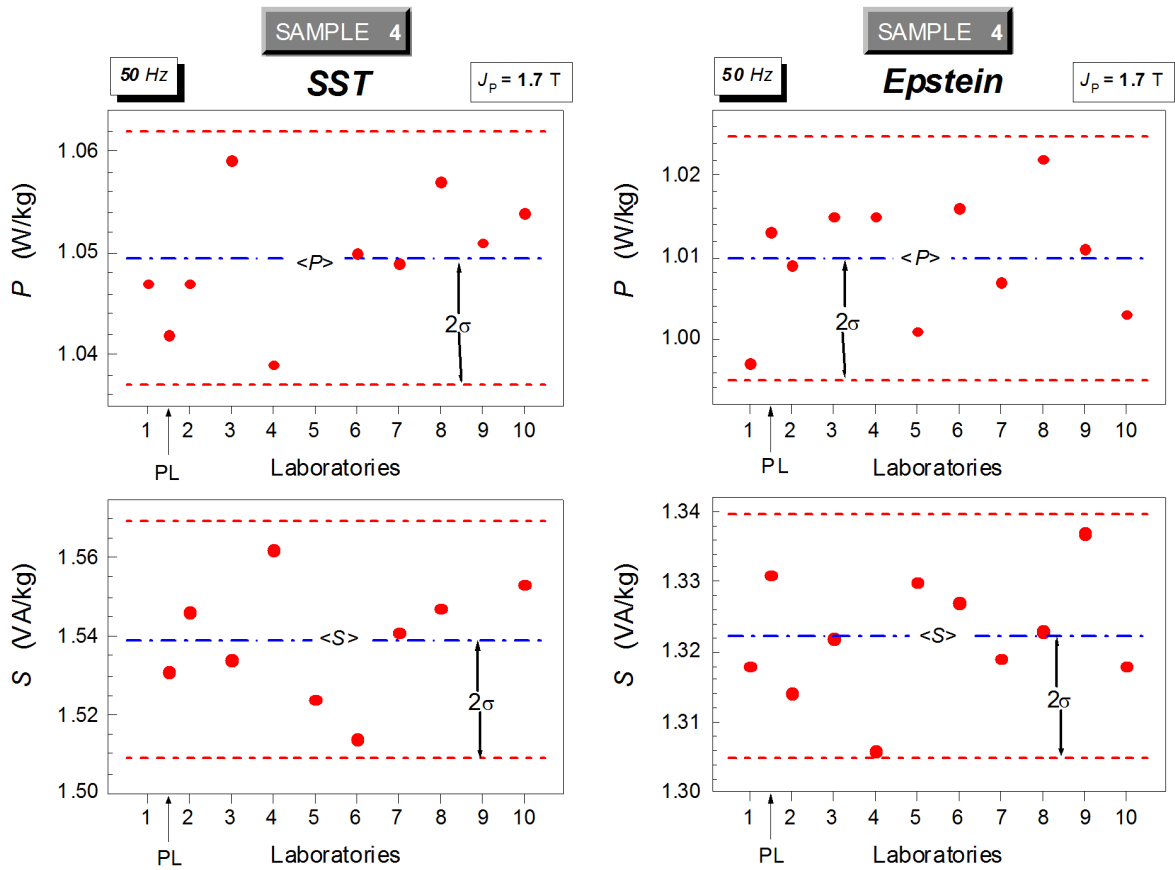 SAMPLE 4
50 Hz
SST
J_P = 1.7 T
P (W/kg)
1.06
1.05
1.04
<P>
2σ
1 2 3 4 5 6 7 8 9 10
PL
Laboratories
SAMPLE 4
50 Hz
Epstein
J_P = 1.7 T
P (W/kg)
1.02
1.01
1.00
<P>
2σ
1 2 3 4 5 6 7 8 9 10
PL
Laboratories
S (VA/kg)
1.56
1.54
1.52
1.50
<S>
2σ
1 2 3 4 5 6 7 8 9 10
PL
Laboratories
S (VA/kg)
1.34
1.33
1.32
1.31
1.30
<S>
2σ
1 2 3 4 5 6 7 8 9 10
PL
Laboratories